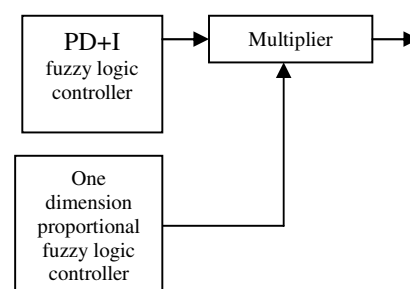 PD+I
fuzzy logic
controller
Multiplier
One
dimension
proportional
fuzzy logic
controller